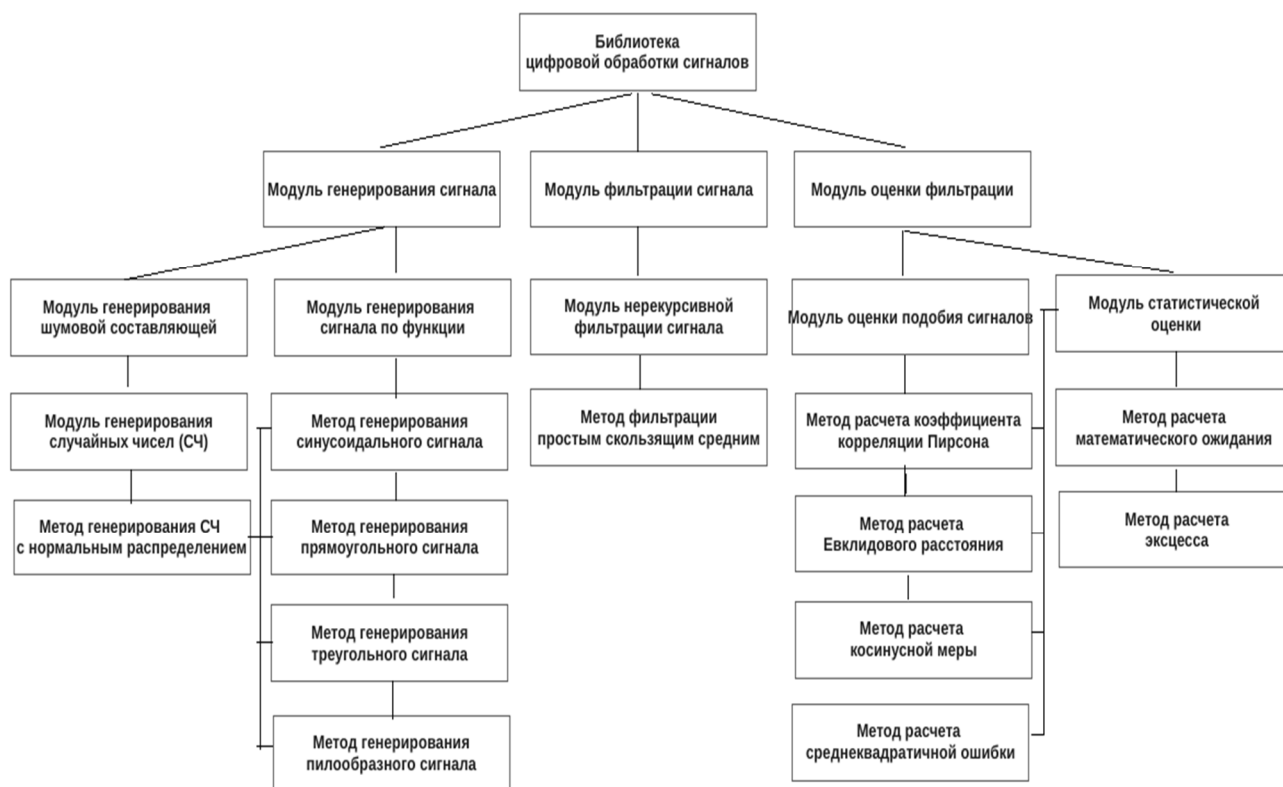 Библиотека
цифровой обработки сигналов
Модуль генерирования сигнала
Модуль фильтрации сигнала
Модуль оценки фильтрации
Модуль генерирования
шумовой составляющей
Модуль генерирования
сигнала по функции
Модуль нерекурсивной
фильтрации сигнала
Модуль оценки подобия сигналов
Модуль статистической
оценки
Модуль генерирования
случайных чисел (СЧ)
Метод генерирования
синусоидального сигнала
Метод фильтрации
простым скользящим средним
Метод расчета коэффициента
корреляции Пирсона
Метод расчета
математического ожидания
Метод генерирования СЧ
с нормальным распределением
Метод генерирования
прямоугольного сигнала
Метод расчета
Евклидового расстояния
Метод расчета
эксцесса
Метод генерирования
треугольного сигнала
Метод расчета
косинусной меры
Метод генерирования
пилообразного сигнала
Метод расчета
среднеквадратичной ошибки